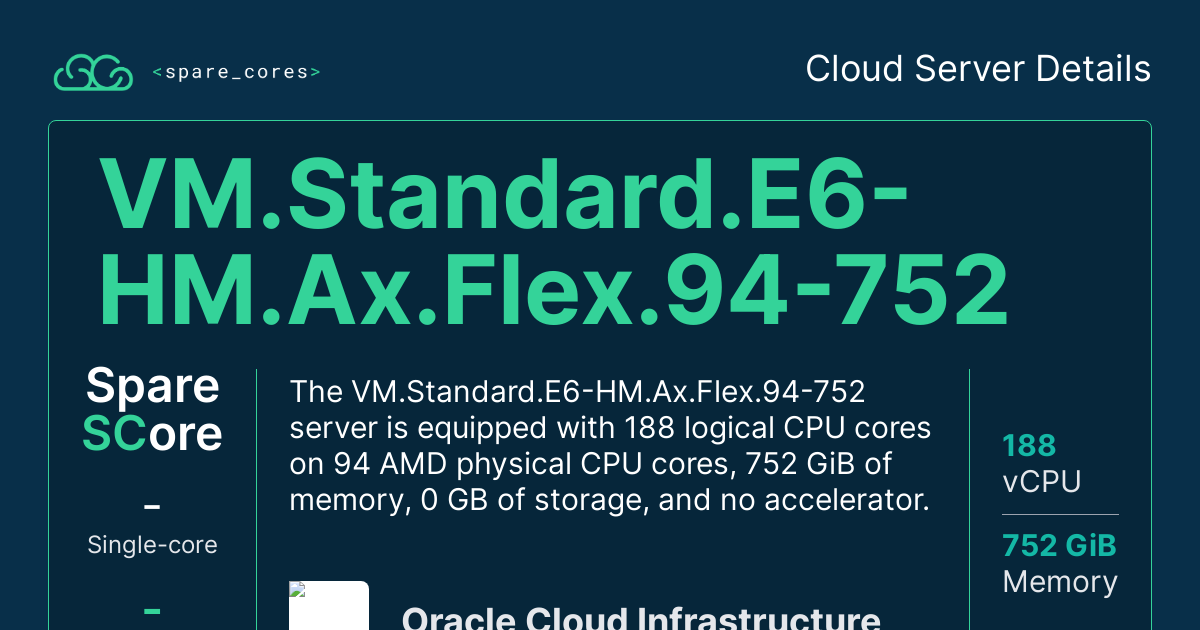 <spare_cores>
Cloud Server Details
VM.Standard.E6-
HM.Ax.Flex.94-752
Spare
SCore
–
Single-core
–
The VM.Standard.E6-HM.Ax.Flex.94-752
server is equipped with 188 logical CPU cores
on 94 AMD physical CPU cores, 752 GiB of
memory, 0 GB of storage, and no accelerator.
Oracle Cloud Infrastructure
188
vCPU
752 GiB
Memory